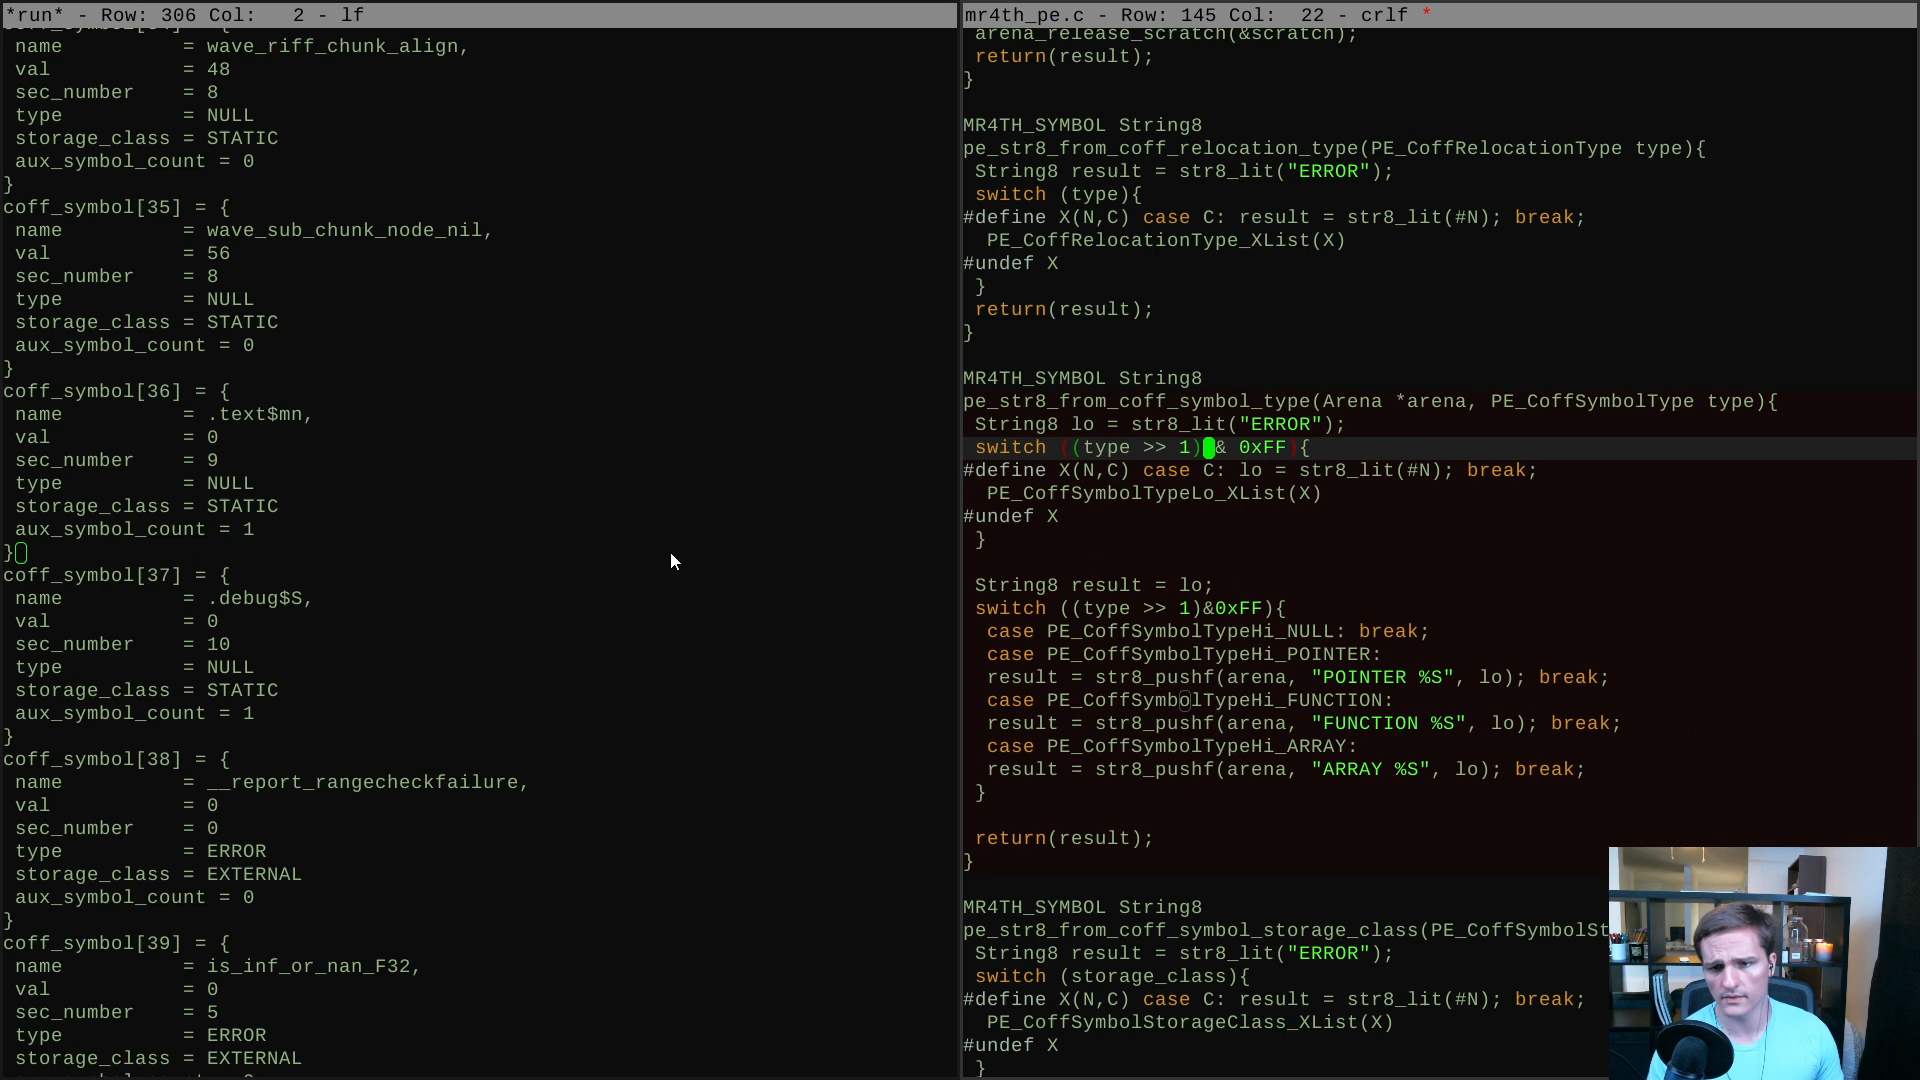 *run* - Row: 306 Col:   2 - lf
 name          = wave_riff_chunk_align,
 val           = 48
 sec_number    = 8
 type          = NULL
 storage_class = STATIC
 aux_symbol_count = 0
}
coff_symbol[35] = {
 name          = wave_sub_chunk_node_nil,
 val           = 56
 sec_number    = 8
 type          = NULL
 storage_class = STATIC
 aux_symbol_count = 0
}
coff_symbol[36] = {
 name          = .text$mn,
 val           = 0
 sec_number    = 9
 type          = NULL
 storage_class = STATIC
 aux_symbol_count = 1
}
coff_symbol[37] = {
 name          = .debug$S,
 val           = 0
 sec_number    = 10
 type          = NULL
 storage_class = STATIC
 aux_symbol_count = 1
}
coff_symbol[38] = {
 name          = __report_rangecheckfailure,
 val           = 0
 sec_number    = 0
 type          = ERROR
 storage_class = EXTERNAL
 aux_symbol_count = 0
}
coff_symbol[39] = {
 name          = is_inf_or_nan_F32,
 val           = 0
 sec_number    = 5
 type          = ERROR
 storage_class = EXTERNAL
mr4th_pe.c - Row: 145 Col:  22 - crlf *
 arena_release_scratch(&scratch);
 return(result);
}
MR4TH_SYMBOL String8
pe_str8_from_coff_relocation_type(PE_CoffRelocationType type){
 String8 result = str8_lit("ERROR");
 switch (type){
#define X(N,C) case C: result = str8_lit(#N); break;
  PE_CoffRelocationType_XList(X)
#undef X
 }
 return(result);
}
MR4TH_SYMBOL String8
pe_str8_from_coff_symbol_type(Arena *arena, PE_CoffSymbolType type){
 String8 lo = str8_lit("ERROR");
 switch ((type >> 1) & 0xFF){
#define X(N,C) case C: lo = str8_lit(#N); break;
  PE_CoffSymbolTypeLo_XList(X)
#undef X
 }
 String8 result = lo;
 switch ((type >> 1)&0xFF){
  case PE_CoffSymbolTypeHi_NULL: break;
  case PE_CoffSymbolTypeHi_POINTER:
  result = str8_pushf(arena, "POINTER %S", lo); break;
  case PE_CoffSymbolTypeHi_FUNCTION:
  result = str8_pushf(arena, "FUNCTION %S", lo); break;
  case PE_CoffSymbolTypeHi_ARRAY:
  result = str8_pushf(arena, "ARRAY %S", lo); break;
 }
 return(result);
}
MR4TH_SYMBOL String8
pe_str8_from_coff_symbol_storage_class(PE_CoffSymbolSt
 String8 result = str8_lit("ERROR");
 switch (storage_class){
#define X(N,C) case C: result = str8_lit(#N); break;
  PE_CoffSymbolStorageClass_XList(X)
#undef X
 }